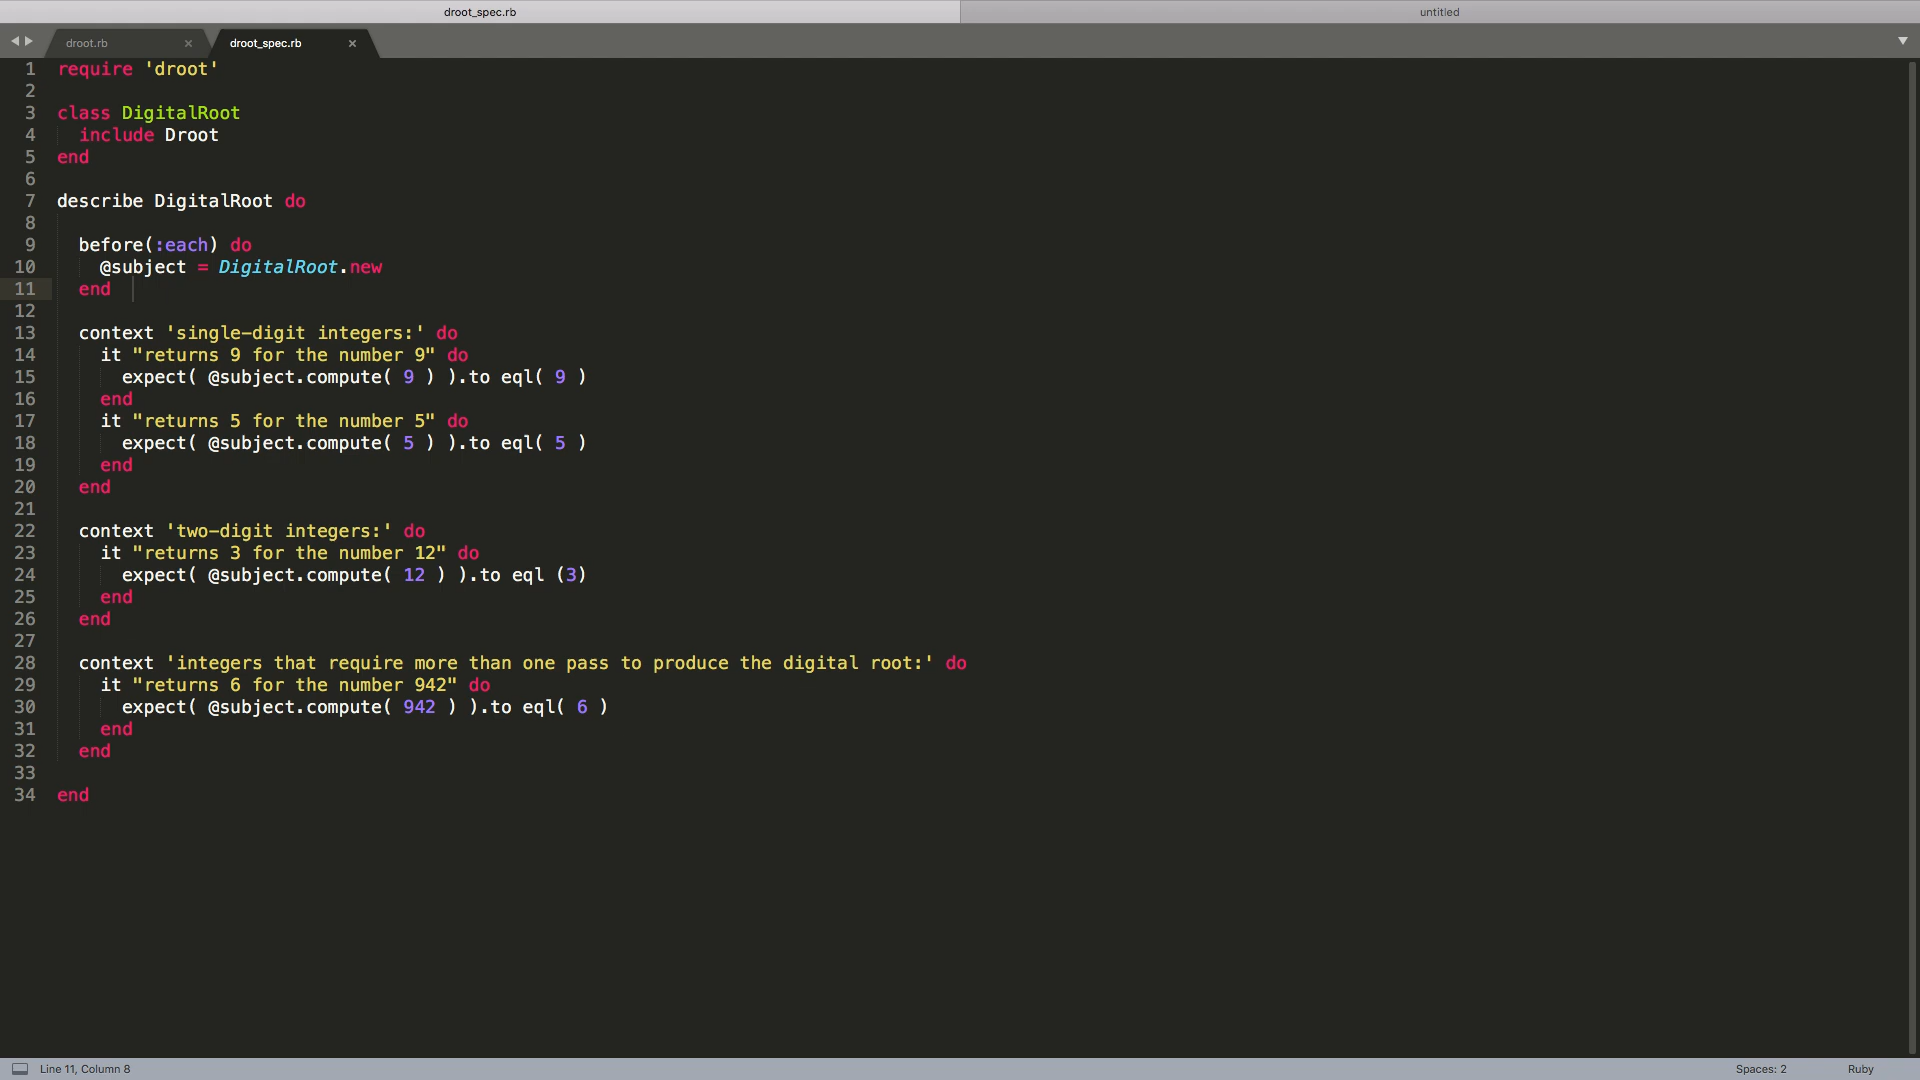 droot_spec.rb
untitled
droot.rb
droot_spec.rb
1 require 'droot'
2
3 class DigitalRoot
4   include Droot
5 end
6
7 describe DigitalRoot do
8
9   before(:each) do
10     @subject = DigitalRoot.new
11   end
12
13   context 'single-digit integers:' do
14     it "returns 9 for the number 9" do
15       expect( @subject.compute( 9 ) ).to eql( 9 )
16     end
17     it "returns 5 for the number 5" do
18       expect( @subject.compute( 5 ) ).to eql( 5 )
19     end
20   end
21
22   context 'two-digit integers:' do
23     it "returns 3 for the number 12" do
24       expect( @subject.compute( 12 ) ).to eql (3)
25     end
26   end
27
28   context 'integers that require more than one pass to produce the digital root:' do
29     it "returns 6 for the number 942" do
30       expect( @subject.compute( 942 ) ).to eql( 6 )
31     end
32   end
33
34 end
Line 11, Column 8
Spaces: 2
Ruby